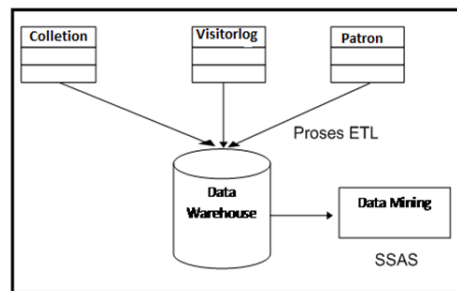 Colletion
Visitorlog
Patron
Proses ETL
Data
Warehouse
Data Mining
SSAS